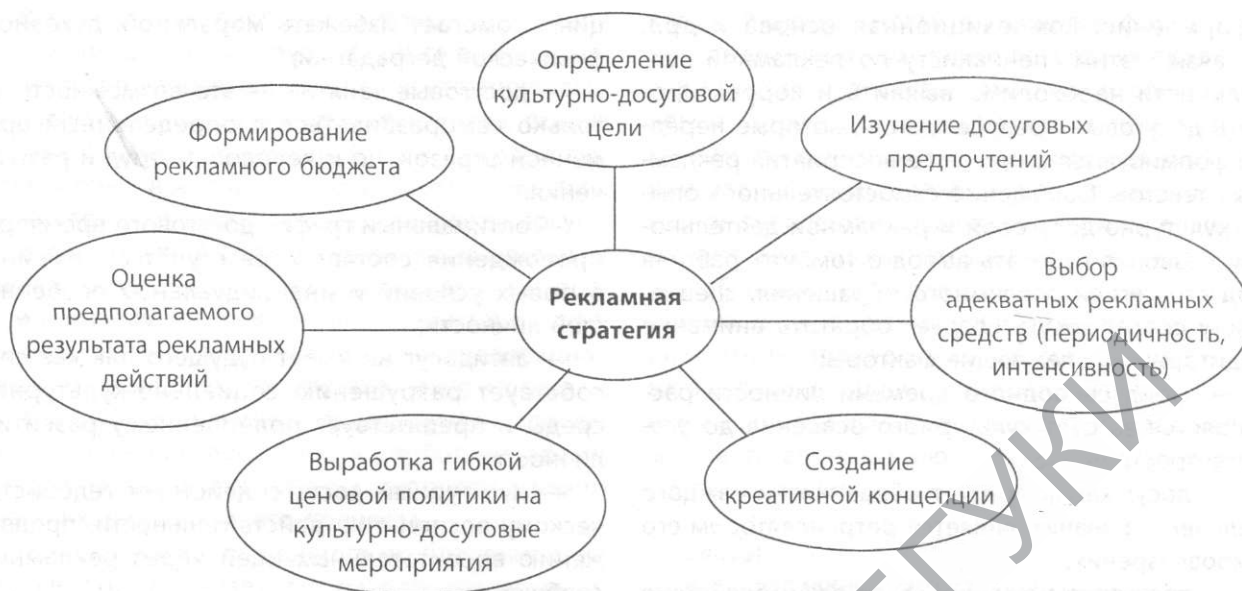 Определение
культурно-досуговой
цели
Формирование
рекламного бюджета
Изучение досуговых
предпочтений
Оценка
предполагаемого
результата рекламных
действий
Рекламная
стратегия
Выбор
адекватных рекламных
средств (периодичность,
интенсивность)
Выработка гибкой
ценовой политики на
культурно-досуговые
мероприятия
Создание
креативной концепции
ГУКИ